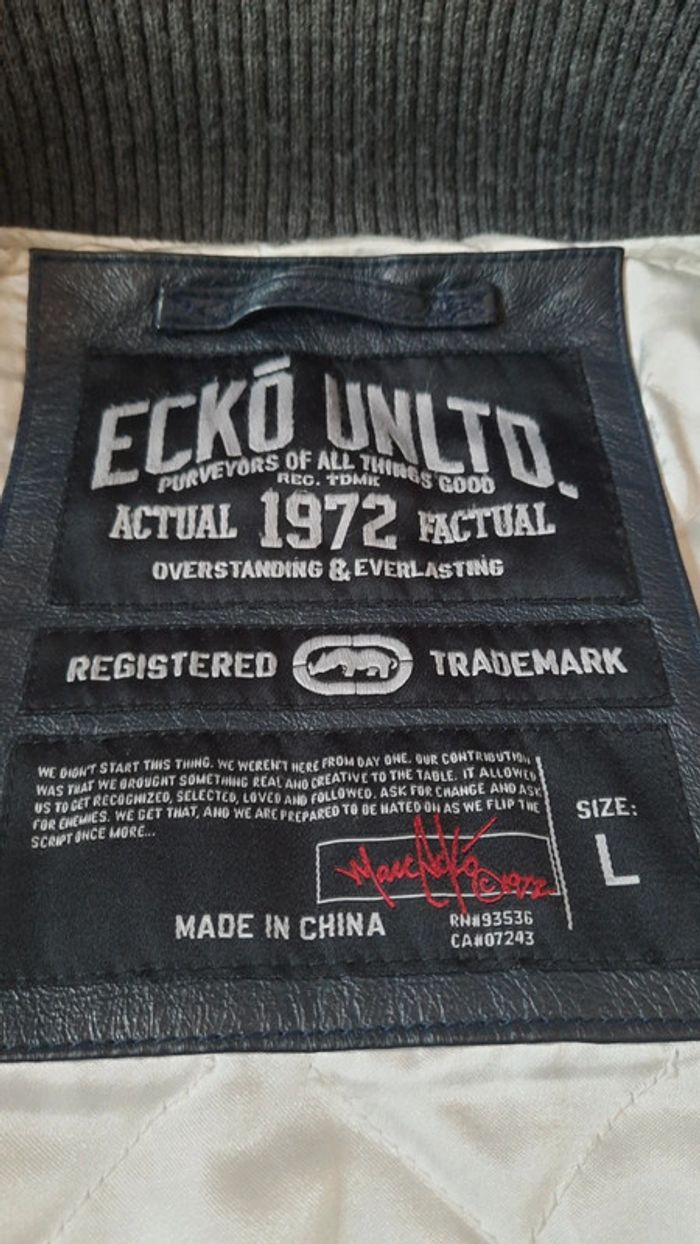 ECKÓ UNLTD.
PURVEYORS OF ALL THINGS GOOD
REG. TDMK
ACTUAL 1972 FACTUAL
OVERSTANDING & EVERLASTING
REGISTERED TRADEMARK
WE DIDN'T START THIS THING. WE WEREN'T HERE FROM DAY ONE. OUR CONTRIBUTION
WAS THAT WE BROUGHT SOMETHING REAL AND CREATIVE TO THE TABLE. IT ALLOWED
US TO GET RECOGNIZED, SELECTED, LOVED AND FOLLOWED. ASK FOR CHANGE AND ASK
FOR ENEMIES. WE GET THAT, AND WE ARE PREPARED TO BE HATED ON AS WE FLIP THE
SCRIPT ONCE MORE...
SIZE:
L
Marc Eckō ©1972
MADE IN CHINA
RN#93536
CA#07243